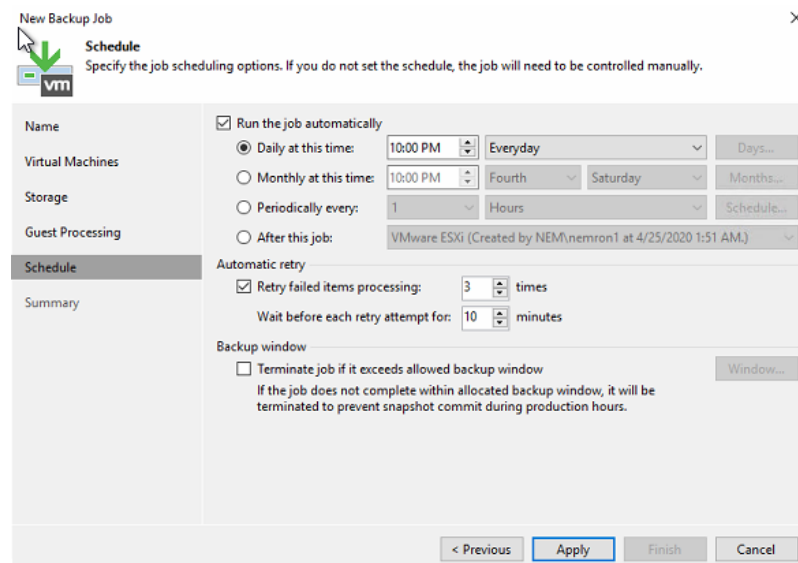 New Backup Job
Schedule
Specify the job scheduling options. If you do not set the schedule, the job will need to be controlled manually.
vm
Name
Virtual Machines
Storage
Guest Processing
Schedule
Summary
Run the job automatically
Daily at this time: 10:00 PM Everyday Days...
Monthly at this time: 10:00 PM Fourth Saturday Months...
Periodically every: 1 Hours Schedule...
After this job: VMware ESXi (Created by NEM\nemron1 at 4/25/2020 1:51 AM.)
Automatic retry
Retry failed items processing: 3 times
Wait before each retry attempt for: 10 minutes
Backup window
Terminate job if it exceeds allowed backup window Window...
If the job does not complete within allocated backup window, it will be
terminated to prevent snapshot commit during production hours.
< Previous Apply Finish Cancel